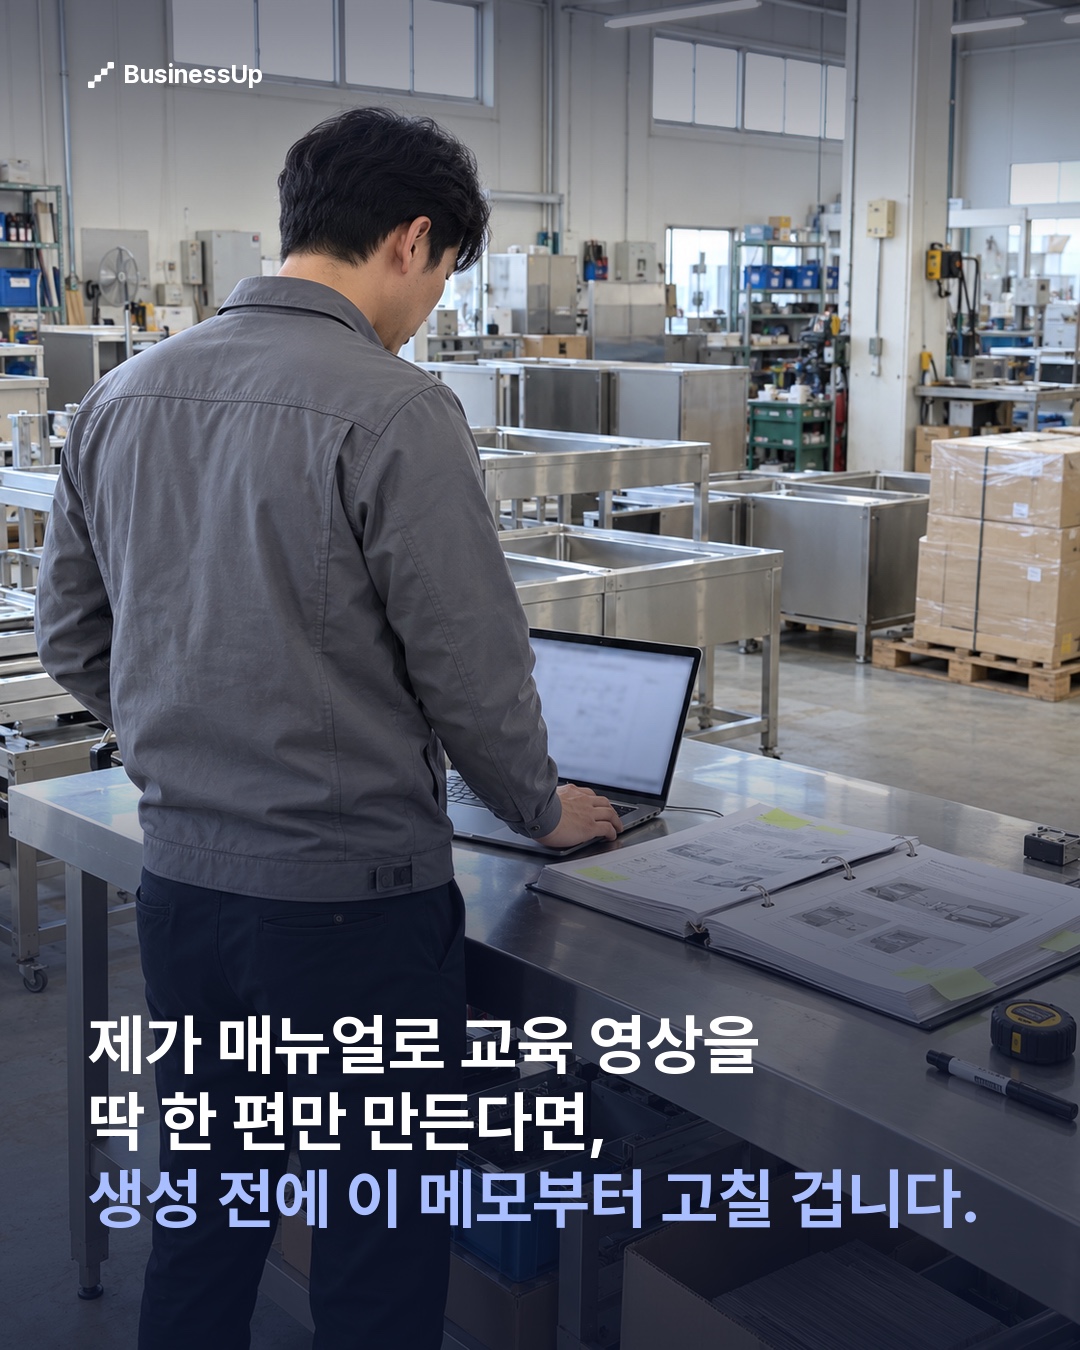 BusinessUp
제가 매뉴얼로 교육 영상을
딱 한 편만 만든다면,
생성 전에 이 메모부터 고칠 겁니다.